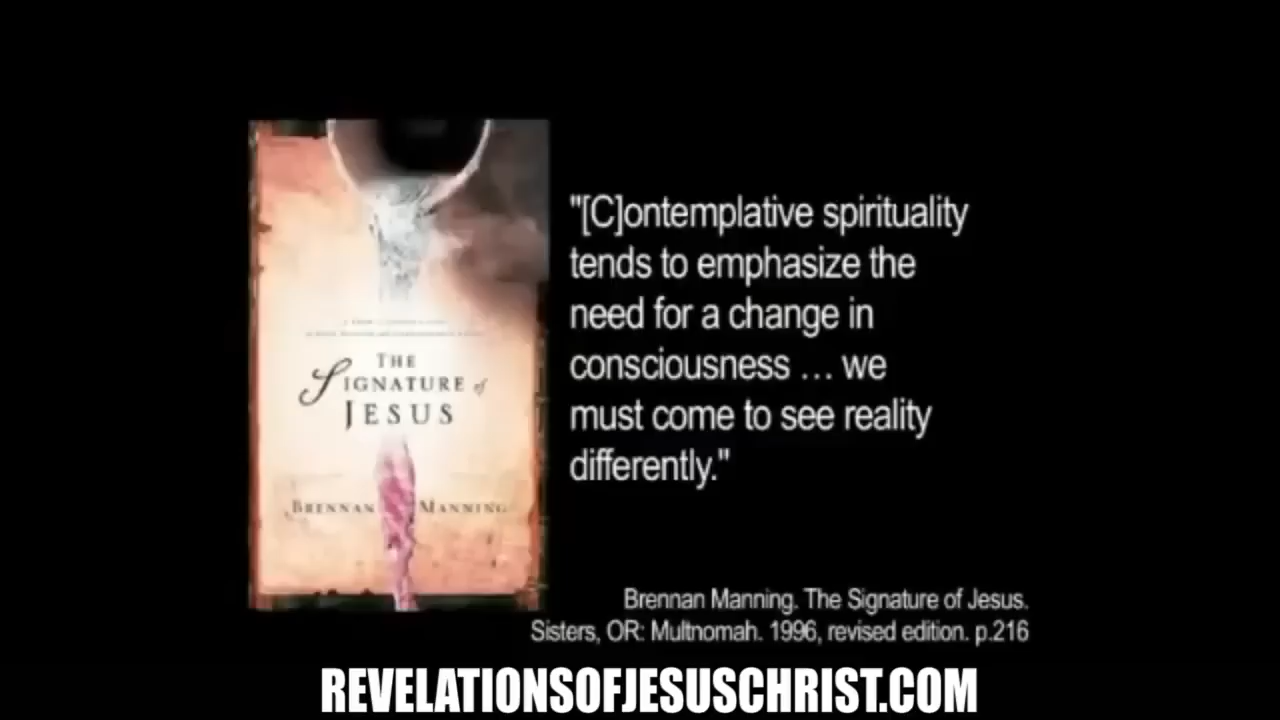 "[C]ontemplative spirituality
tends to emphasize the
need for a change in
consciousness … we
must come to see reality
differently."
THE
SIGNATURE of
JESUS
BRENNAN MANNING
Brennan Manning. The Signature of Jesus.
Sisters, OR: Multnomah. 1996, revised edition. p.216
REVELATIONSOFJESUSCHRIST.COM